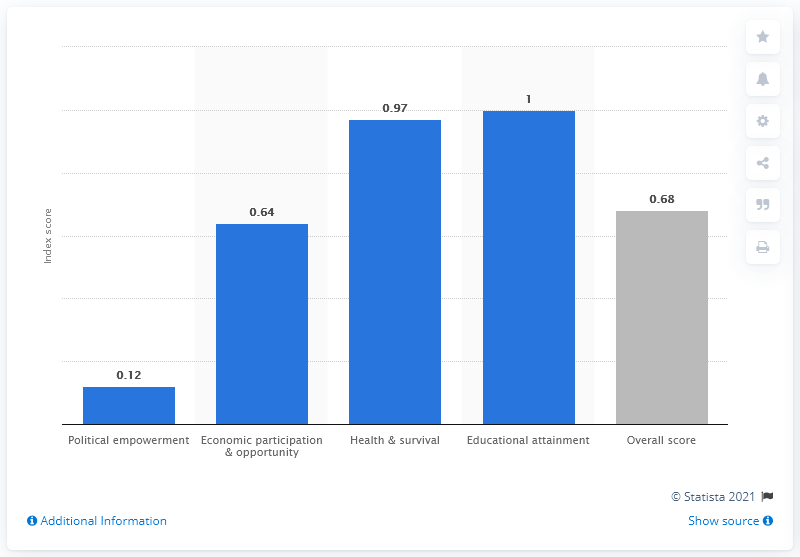 1
0.97
0.68
0.64
0.12
Index score
Political empowerment
Economic participation
& opportunity
Health & survival
Educational attainment
Overall score
© Statista 2021
Additional Information
Show source